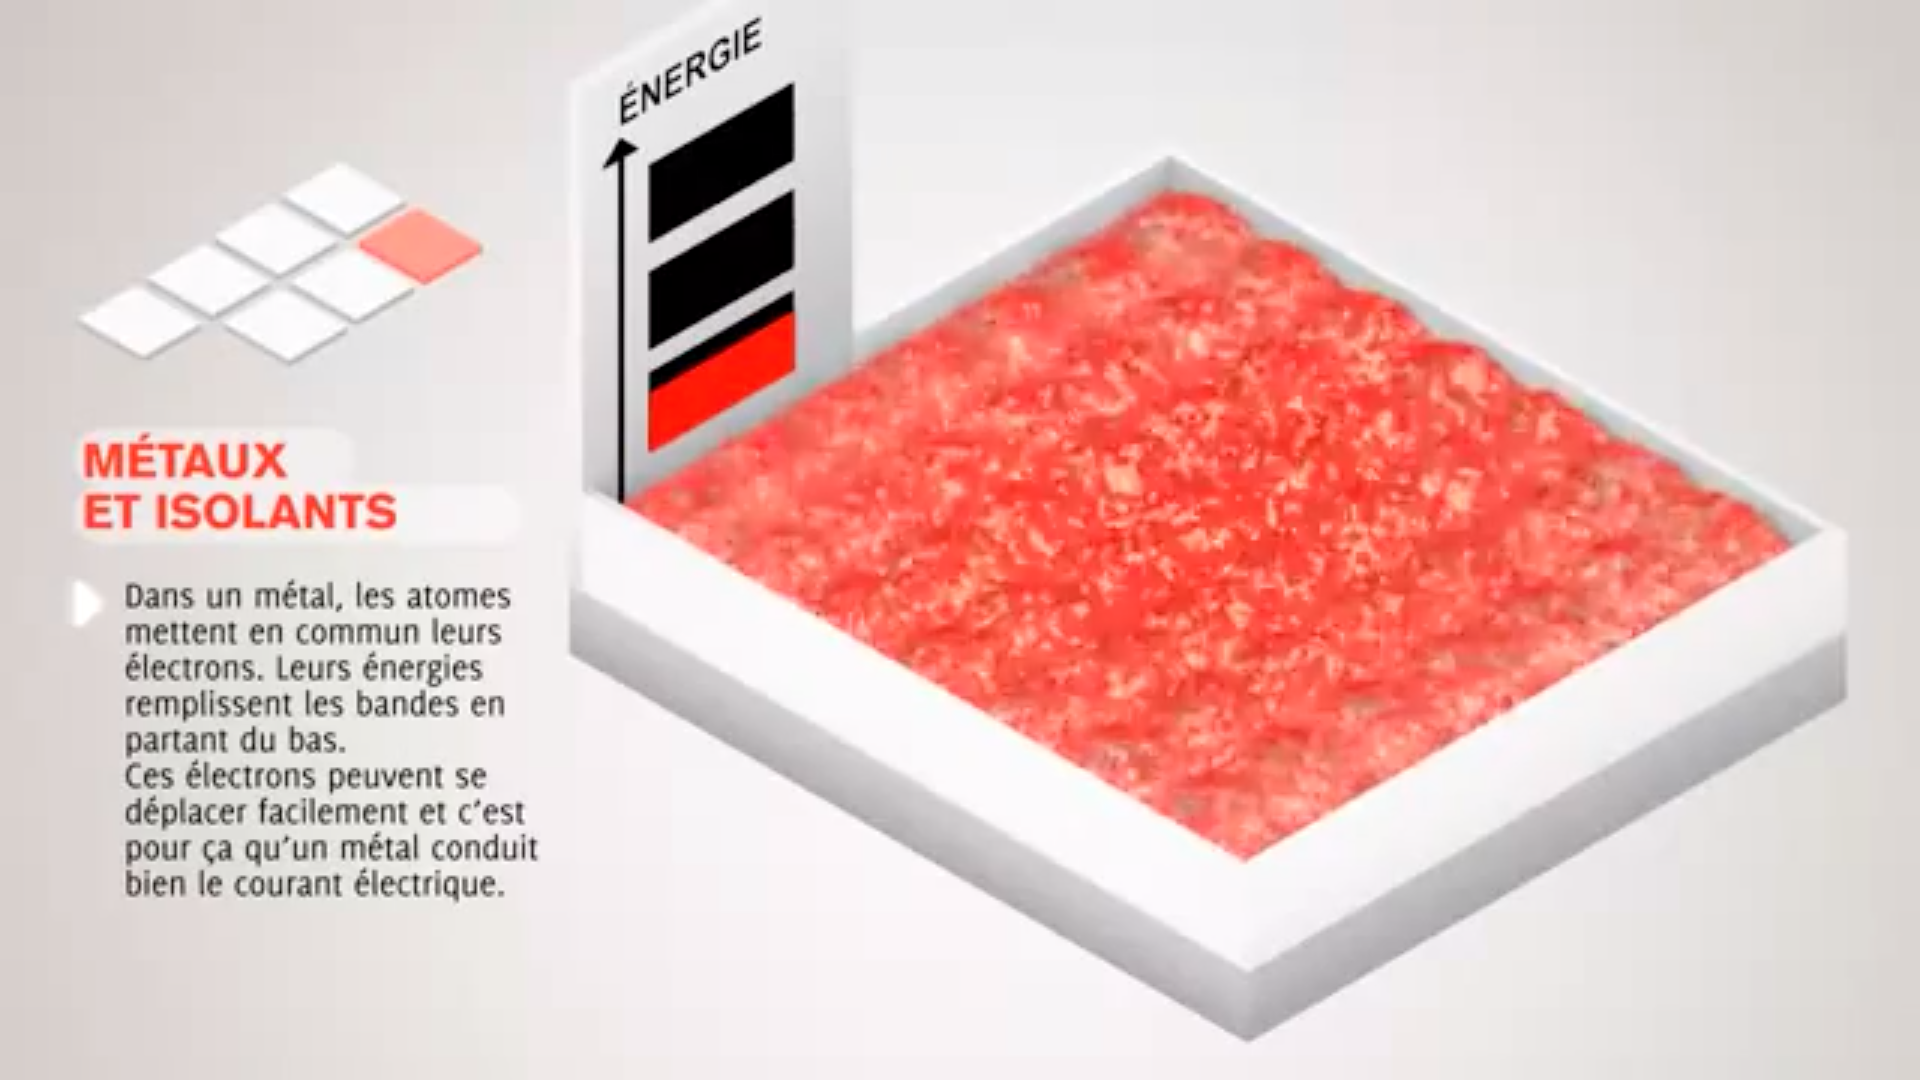 ÉNERGIE
MÉTAUX
ET ISOLANTS
Dans un métal, les atomes
mettent en commun leurs
électrons. Leurs énergies
remplissent les bandes en
partant du bas.
Ces électrons peuvent se
déplacer facilement et c’est
pour ça qu’un métal conduit
bien le courant électrique.